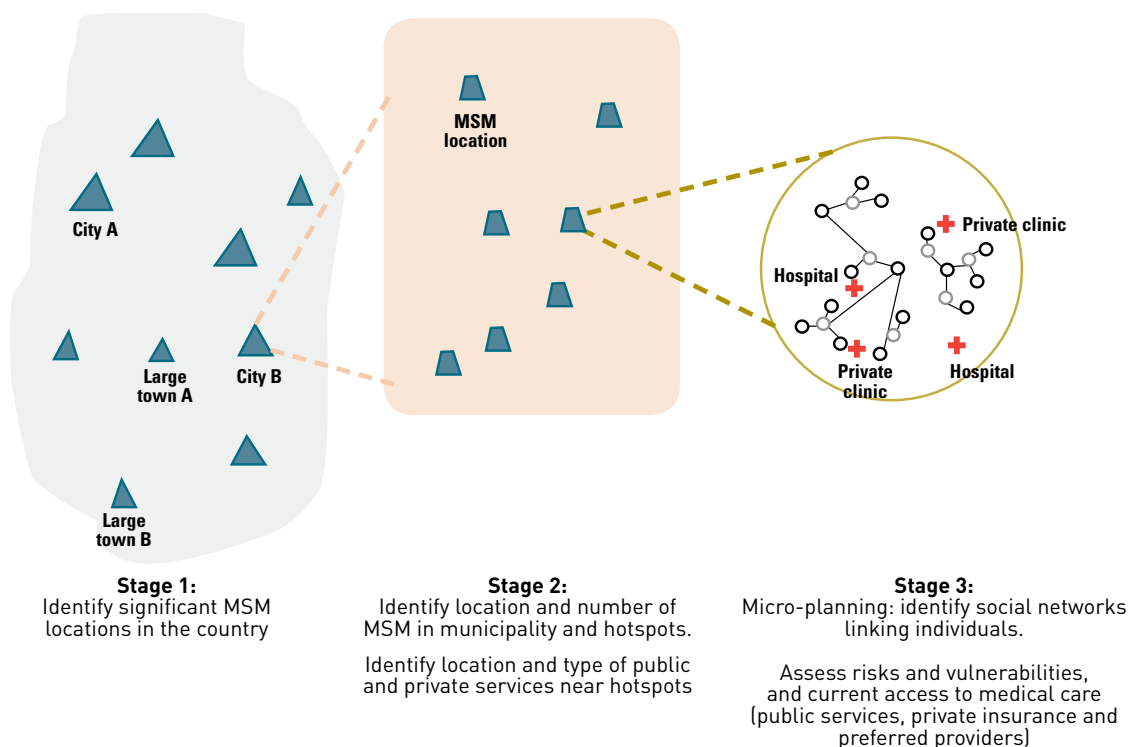 City A
Large
town A
City B
Large
town B
MSM
location
Private clinic
Hospital
Private
clinic
Hospital
Stage 1:
Identify significant MSM
locations in the country
Stage 2:
Identify location and number of
MSM in municipality and hotspots.
Identify location and type of public
and private services near hotspots
Stage 3:
Micro-planning: identify social networks
linking individuals.
Assess risks and vulnerabilities,
and current access to medical care
(public services, private insurance and
preferred providers)